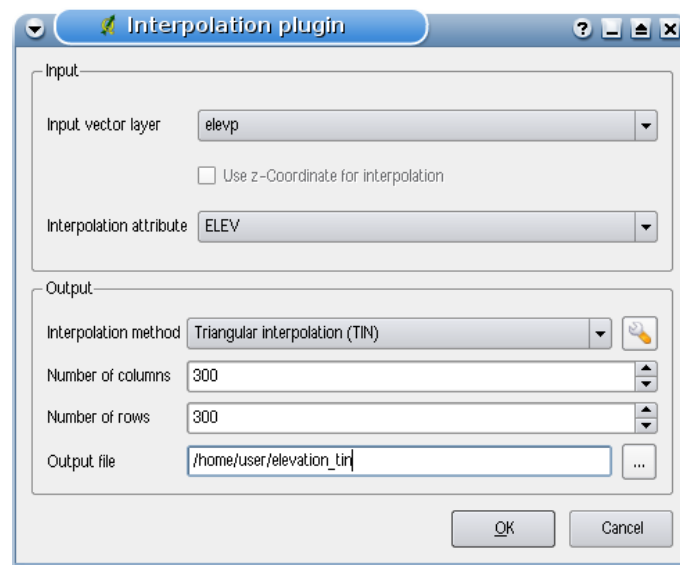 Interpolation plugin
Input
Input vector layer elevp
Use z-Coordinate for interpolation
Interpolation attribute ELEV
Output
Interpolation method Triangular interpolation (TIN)
Number of columns 300
Number of rows 300
Output file /home/user/elevation_tin ...
OK Cancel